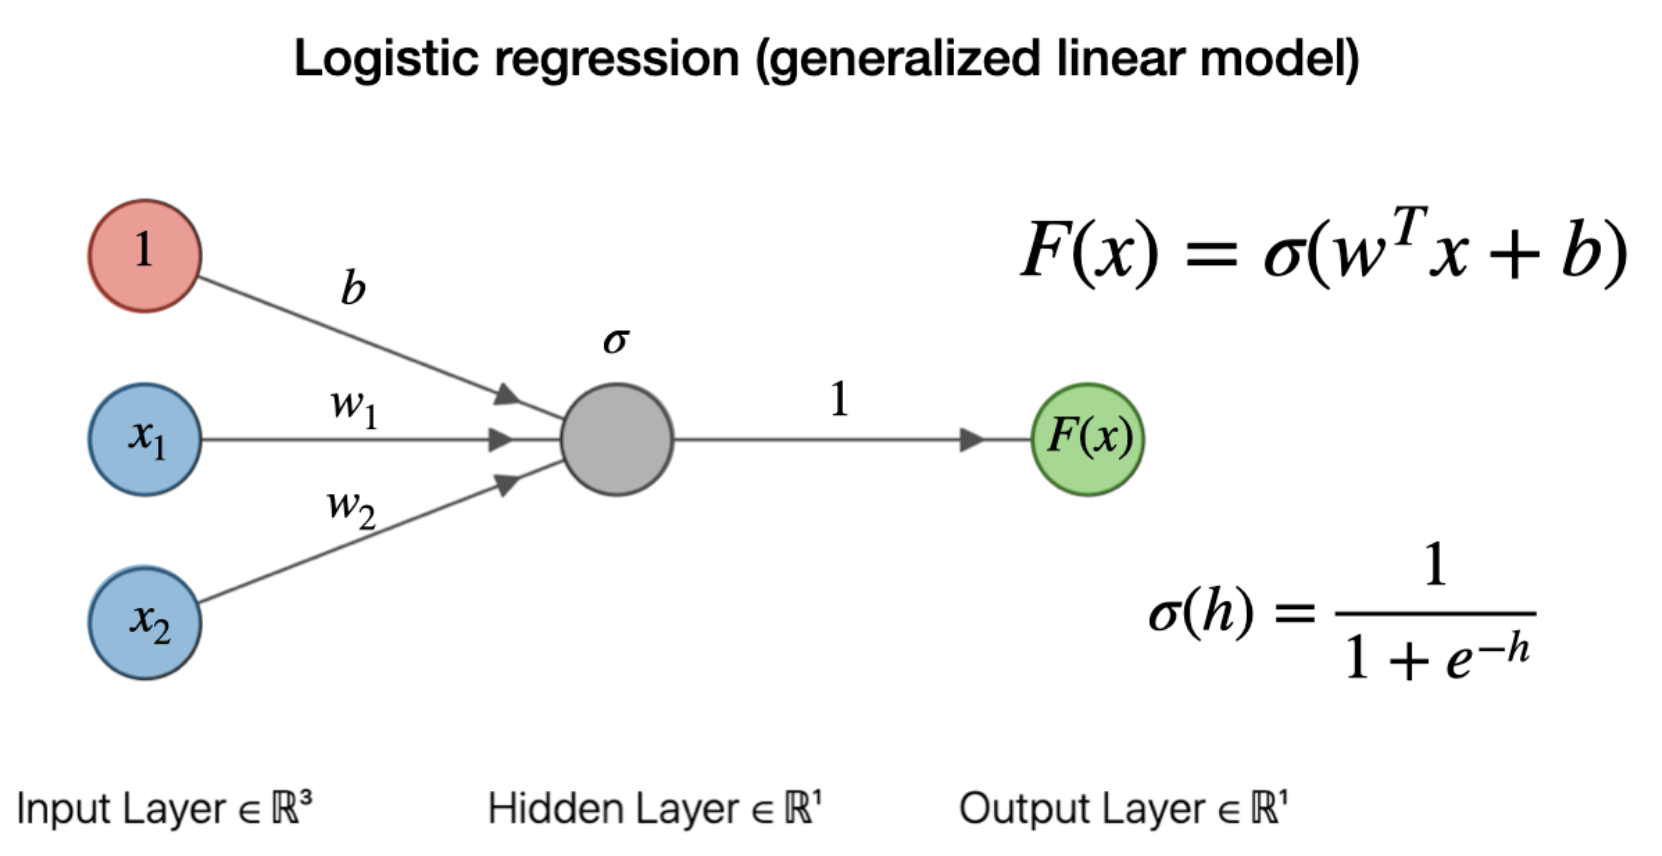 Logistic regression (generalized linear model)
1
b
F(x) = σ(wᵀx + b)
σ
x₁
w₁
1
F(x)
w₂
x₂
σ(h) = 1 / (1 + e⁻ʰ)
Input Layer ∈ ℝ³
Hidden Layer ∈ ℝ¹
Output Layer ∈ ℝ¹